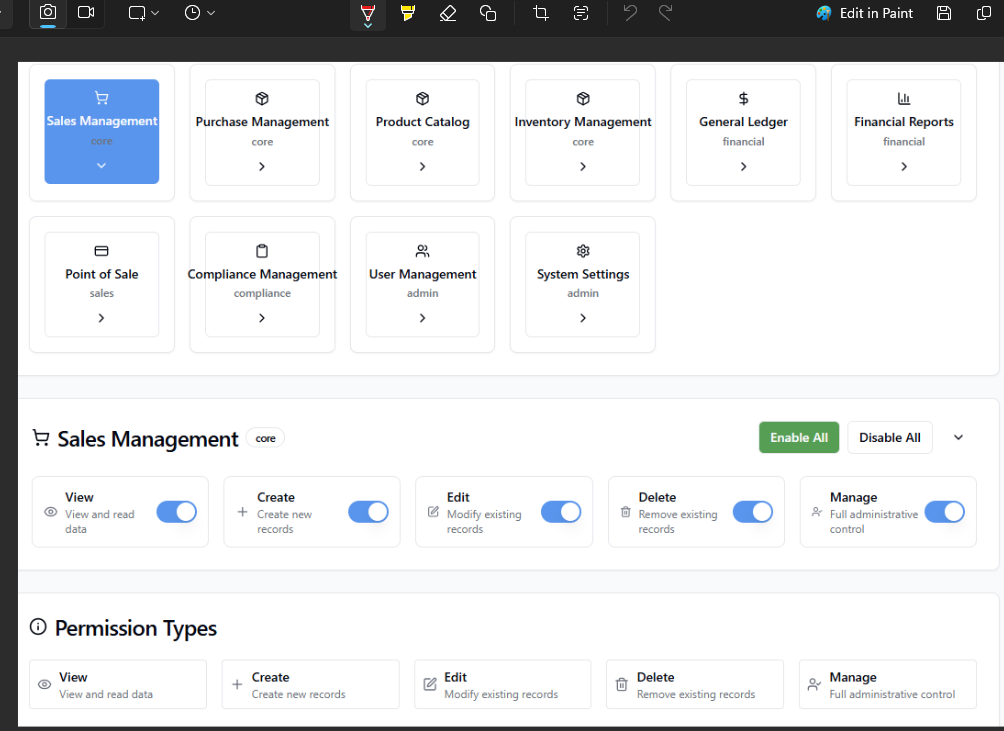 Edit in Paint
Sales Management
core
Purchase Management
core
Product Catalog
core
Inventory Management
core
General Ledger
financial
Financial Reports
financial
Point of Sale
sales
Compliance Management
compliance
User Management
admin
System Settings
admin
Sales Management
core
Enable All
Disable All
View
View and read
data
Create
Create new
records
Edit
Modify existing
records
Delete
Remove existing
records
Manage
Full administrative
control
Permission Types
View
View and read data
Create
Create new records
Edit
Modify existing records
Delete
Remove existing records
Manage
Full administrative control